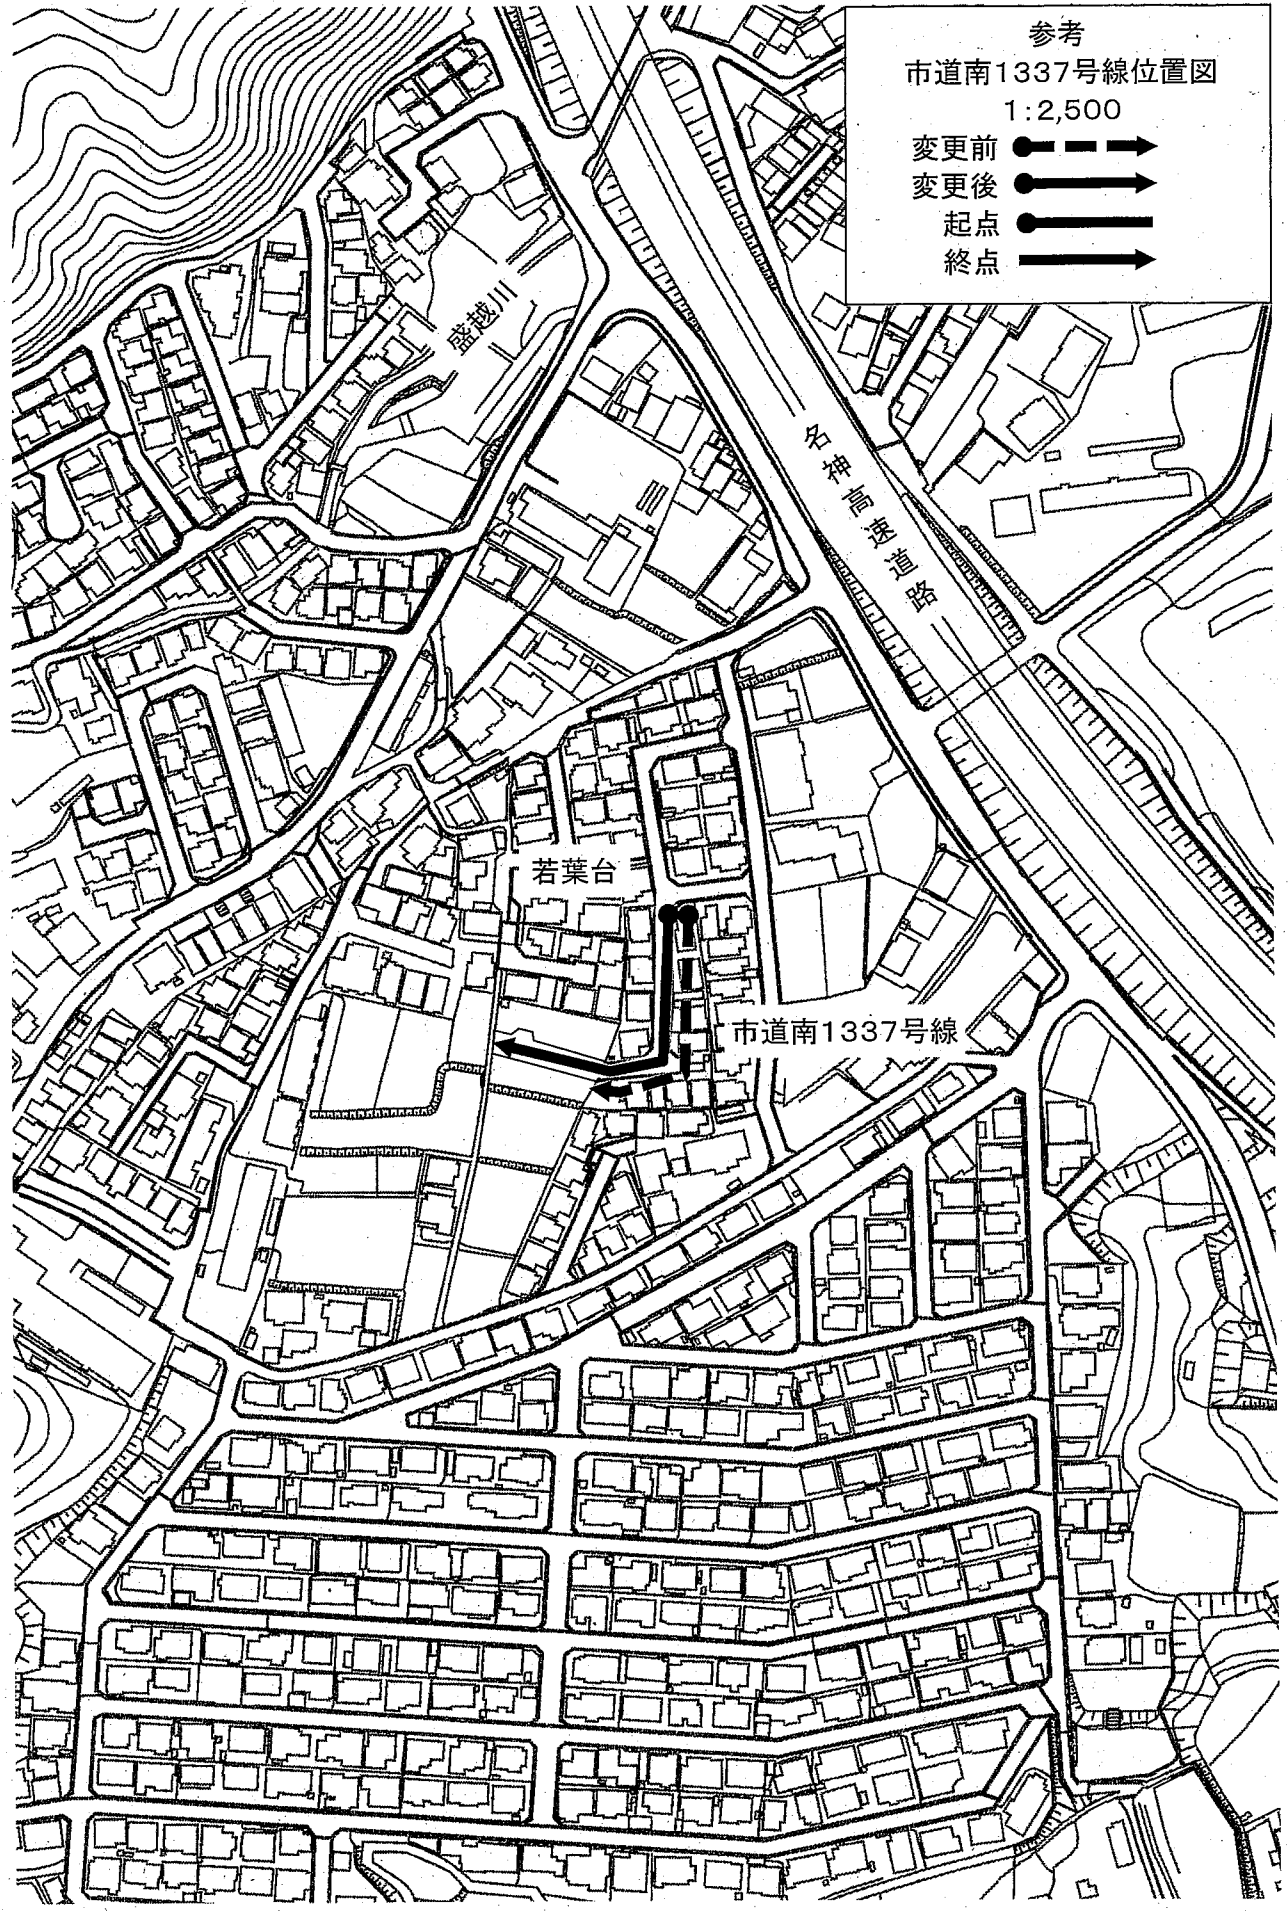 参考
市道南1337号線位置図
1:2,500
変更前
変更後
起点
終点
盛越川
名神高速道路
若葉台
市道南1337号線